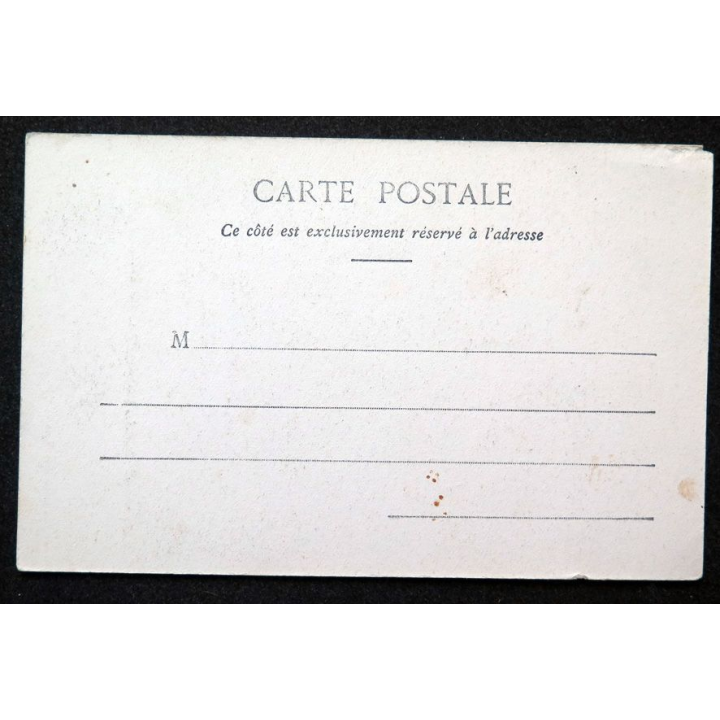 CARTE POSTALE
Ce côté est exclusivement réservé à l'adresse
M